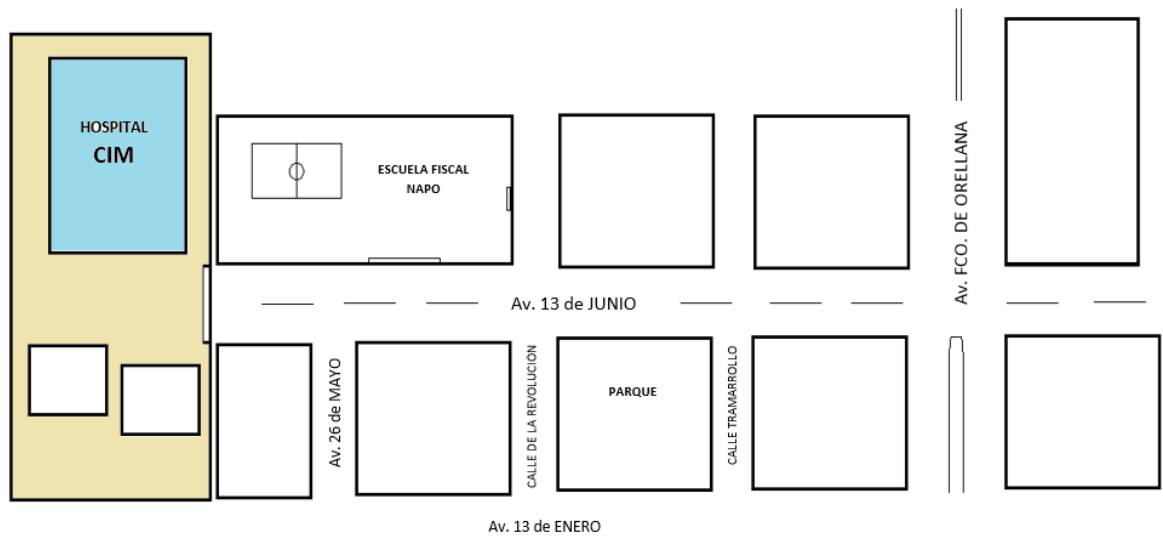 HOSPITAL
CIM
ESCUELA FISCAL
NAPO
Av. FCO. DE ORELLANA
Av. 13 de JUNIO
Av. 26 de MAYO
CALLE DE LA REVOLUCION
PARQUE
CALLE TRAMARROLLO
Av. 13 de ENERO